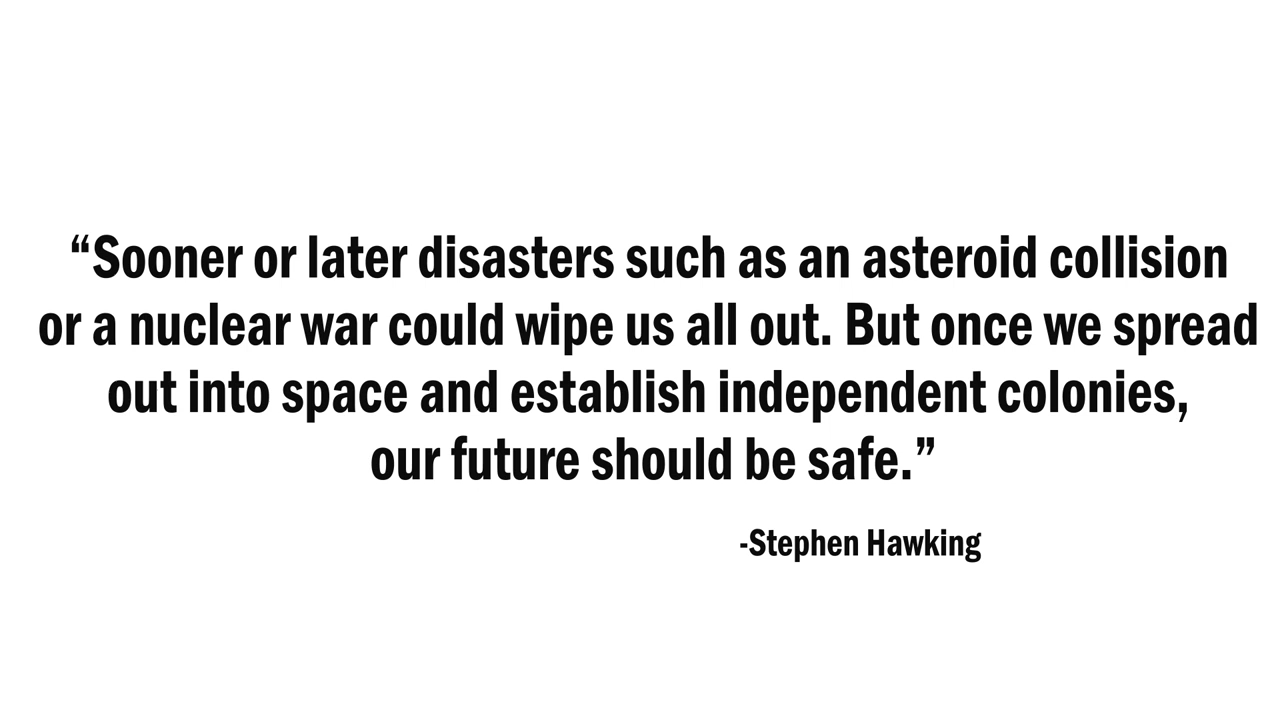 “Sooner or later disasters such as an asteroid collision
or a nuclear war could wipe us all out. But once we spread
out into space and establish independent colonies,
our future should be safe.”
-Stephen Hawking